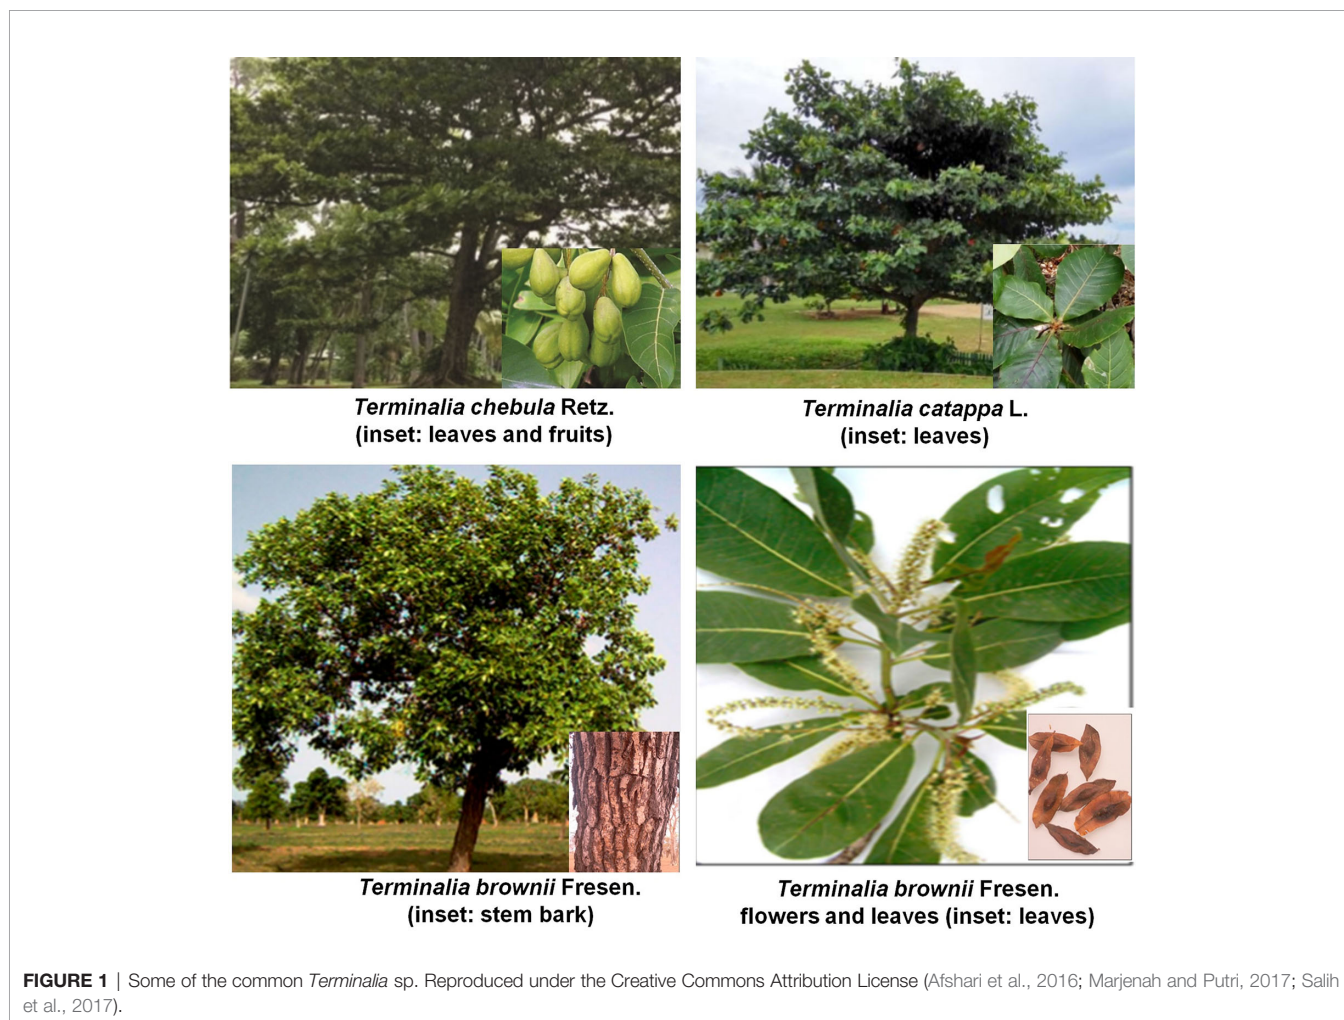 Terminalia chebula Retz.
(inset: leaves and fruits)
Terminalia catappa L.
(inset: leaves)
Terminalia brownii Fresen.
(inset: stem bark)
Terminalia brownii Fresen.
flowers and leaves (inset: leaves)
FIGURE 1 | Some of the common Terminalia sp. Reproduced under the Creative Commons Attribution License (Afshari et al., 2016; Marjenah and Putri, 2017; Salih
et al., 2017).